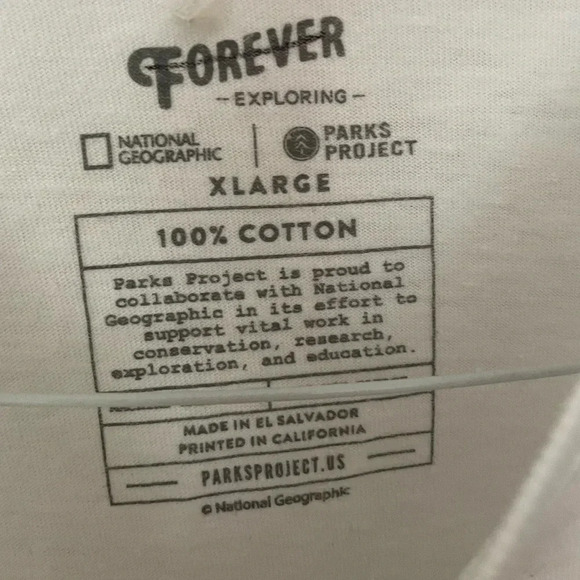 FOREVER
- EXPLORING -
NATIONAL GEOGRAPHIC
PARKS PROJECT
XLARGE
100% COTTON
Parks Project is proud to
collaborate with National
Geographic in its effort to
support vital work in
conservation, research,
exploration, and education.
MADE IN EL SALVADOR
PRINTED IN CALIFORNIA
PARKSPROJECT.US
© National Geographic